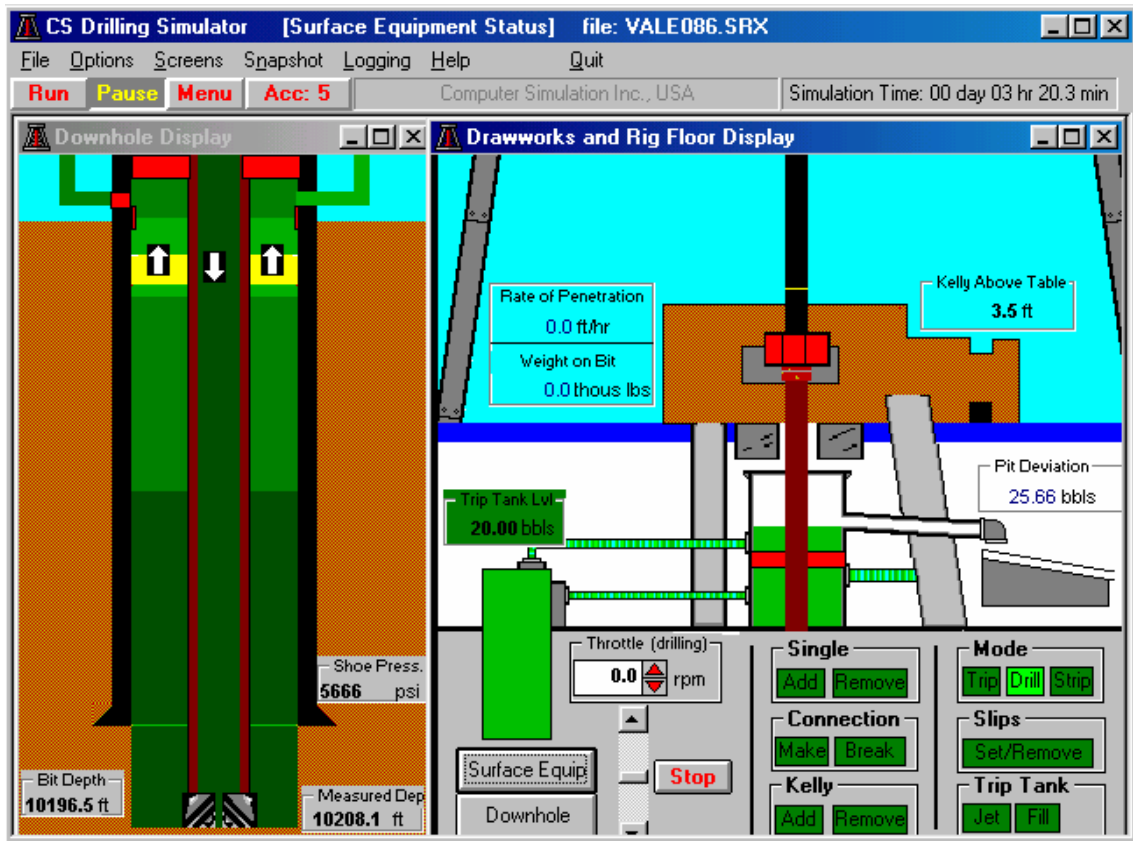 CS Drilling Simulator [Surface Equipment Status] file: VALE086.SRX
File Options Screens Snapshot Logging Help Quit
Run Pause Menu Acc: 5 Computer Simulation Inc., USA Simulation Time: 00 day 03 hr 20.3 min
Downhole Display
Shoe Press.
5666 psi
Bit Depth
10196.5 ft
Measured Dep
10208.1 ft
Drawworks and Rig Floor Display
Kelly Above Table
3.5 ft
Rate of Penetration
0.0 ft/hr
Weight on Bit
0.0 thous lbs
Pit Deviation
25.66 bbls
Trip Tank Lvl
20.00 bbls
Throttle (drilling)
0.0 rpm
Surface Equip
Downhole
Stop
Single
Add Remove
Connection
Make Break
Kelly
Add Remove
Mode
Trip Drill Strip
Slips
Set/Remove
Trip Tank
Jet Fill